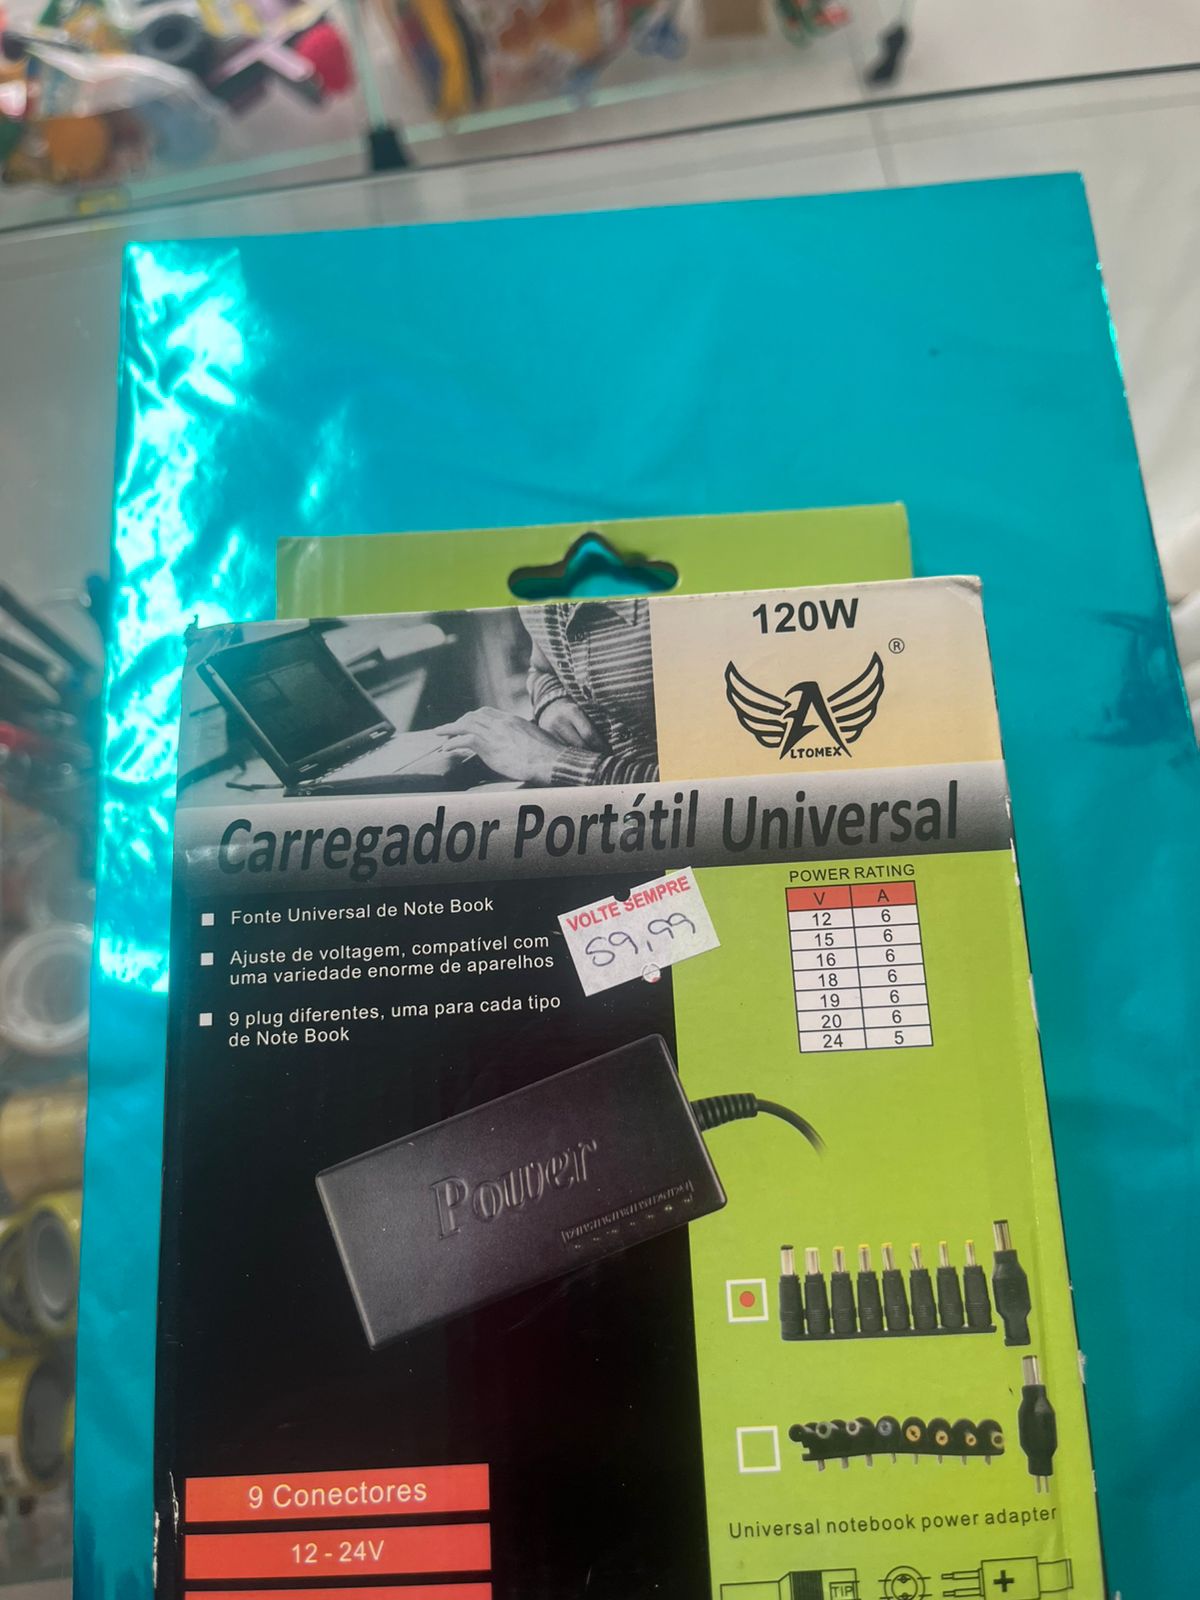 120W
®
ALTOMEX
Carregador Portátil Universal
Fonte Universal de Note Book
Ajuste de voltagem, compatível com
uma variedade enorme de aparelhos
9 plug diferentes, uma para cada tipo
de Note Book
VOLTE SEMPRE
59,99
POWER RATING
V A
12 6
15 6
16 6
18 6
19 6
20 6
24 5
Power
9 Conectores
12 - 24V
Universal notebook power adapter
TIP
+